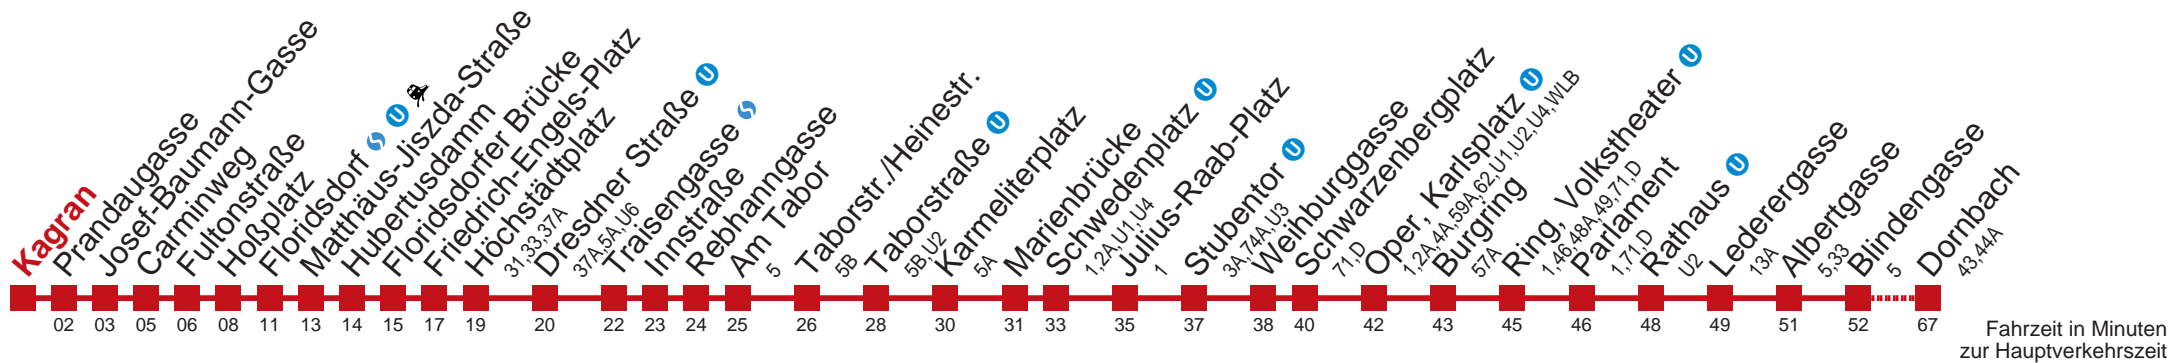 Kagran
Prandaugasse
Josef-Baumann-Gasse
Carminweg
Fultonstraße
Hoßplatz
Floridsdorf S U
Matthäus-Jiszda-Straße
Hubertusdamm
Floridsdorfer Brücke
Friedrich-Engels-Platz
Höchstädtplatz
31,33,37A
Dresdner Straße U
37A,5A,U6
Traisengasse S
Innstraße
Rebhanngasse
Am Tabor
5
Taborstr./Heinestr.
5B
Taborstraße U
5B,U2
Karmeliterplatz
5A
Marienbrücke
Schwedenplatz U
1,2A,U1,U4
Julius-Raab-Platz
1
Stubentor U
3A,74A,U3
Weihburggasse
Schwarzenbergplatz
71,D
Oper, Karlsplatz U
1,2A,4A,59A,62,U1,U2,U4,WLB
Burgring
57A
Ring, Volkstheater U
1,46,48A,49,71,D
Parlament
1,71,D
Rathaus U
U2
Lederergasse
13A
Albertgasse
5,33
Blindengasse
5
Dornbach
43,44A
02 03 05 06 08 11 13 14 15 17 19 20 22 23 24 25 26 28 30 31 33 35 37 38 40 42 43 45 46 48 49 51 52 67
Fahrzeit in Minuten
zur Hauptverkehrszeit